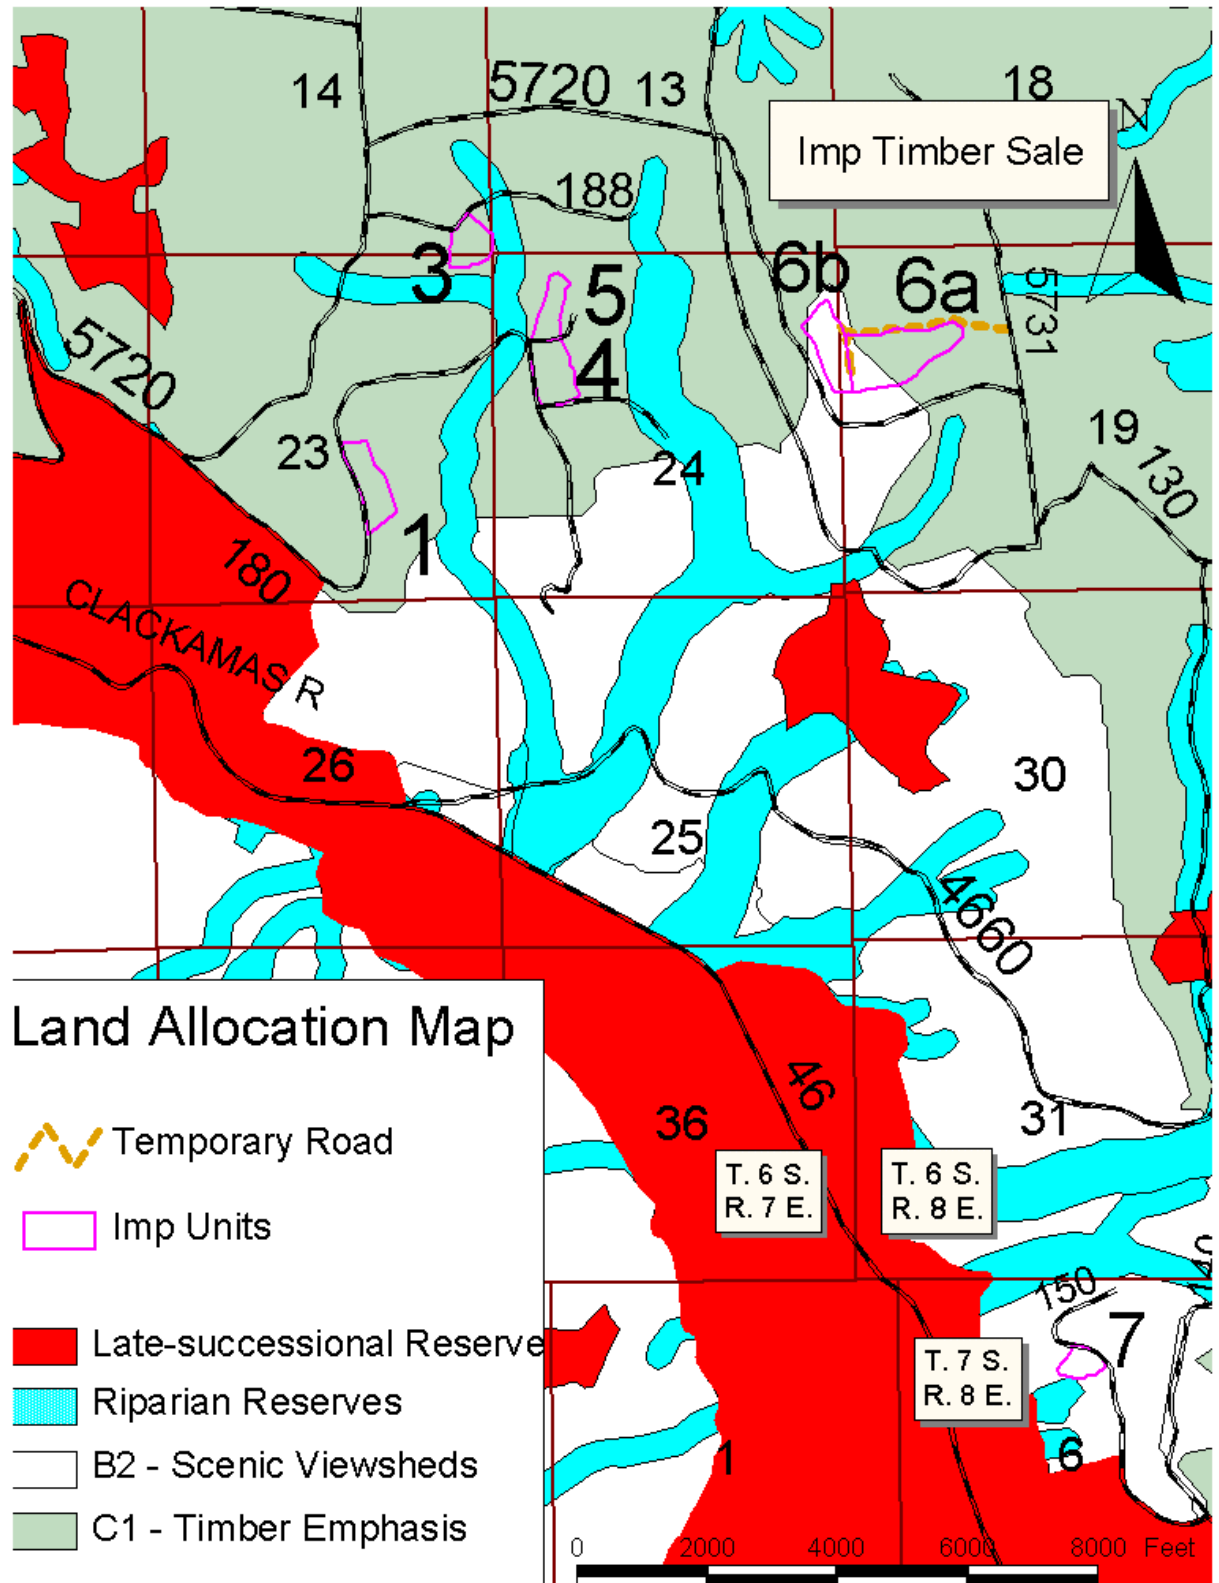 14
5720
13
18
N
Imp Timber Sale
188
3
5
6b
6a
5731
5720
4
23
24
19
130
1
180
CLACKAMAS R
26
30
25
4660
Land Allocation Map
Temporary Road
Imp Units
Late-successional Reserve
Riparian Reserves
B2 - Scenic Viewsheds
C1 - Timber Emphasis
46
36
31
T. 6 S.
R. 7 E.
T. 6 S.
R. 8 E.
150
7
T. 7 S.
R. 8 E.
1
6
0 2000 4000 6000 8000 Feet